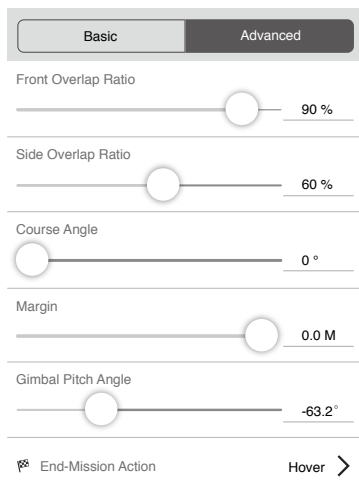 Basic Advanced
Front Overlap Ratio
90 %
Side Overlap Ratio
60 %
Course Angle
0 °
Margin
0.0 M
Gimbal Pitch Angle
-63.2°
End-Mission Action Hover